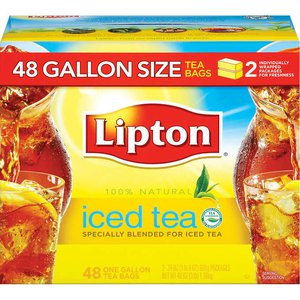 48 GALLON SIZE TEA BAGS
2 INDIVIDUALLY WRAPPED PACKAGES FOR FRESHNESS
Lipton
100% NATURAL
iced tea
SPECIALLY BLENDED FOR ICED TEA
48 ONE GALLON TEA BAGS